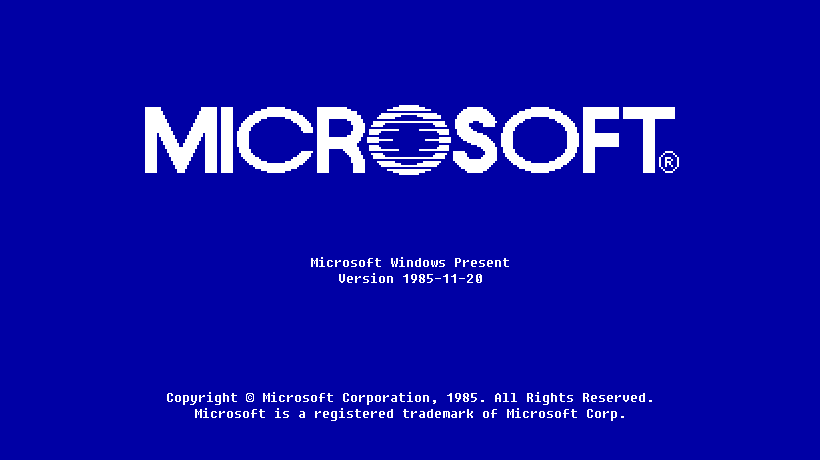 MICROSOFT®
Microsoft Windows Present
Version 1985-11-20
Copyright © Microsoft Corporation, 1985. All Rights Reserved.
Microsoft is a registered trademark of Microsoft Corp.